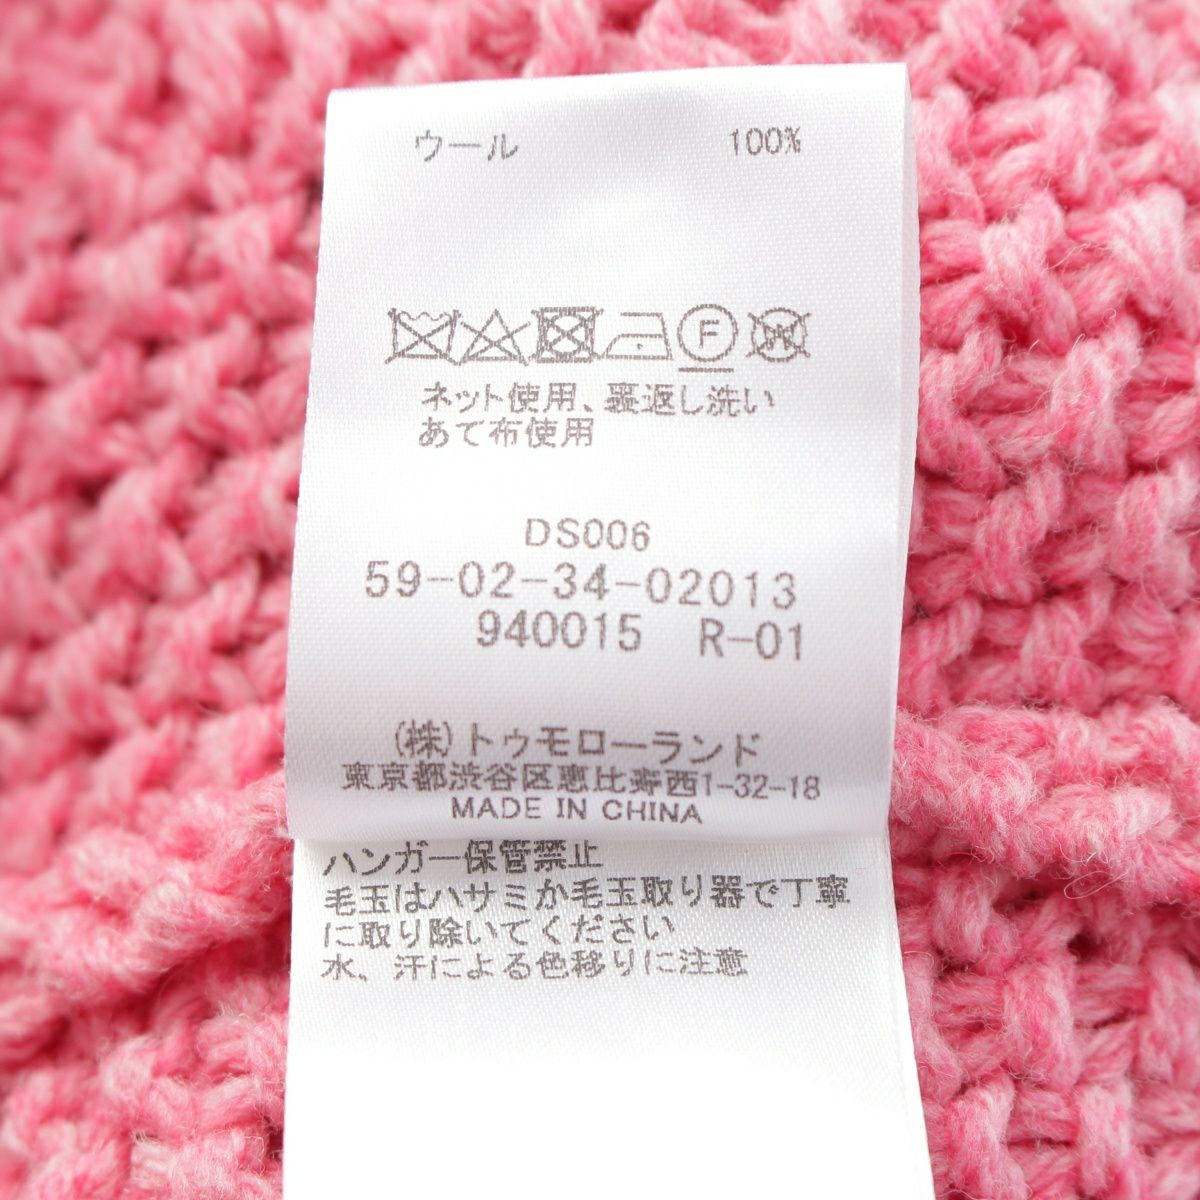 ウール 100%
F W
ネット使用、裏返し洗い
あて布使用
DS006
59-02-34-02013
940015 R-01
(株)トゥモローランド
東京都渋谷区恵比寿西1-32-18
MADE IN CHINA
ハンガー保管禁止
毛玉はハサミか毛玉取り器で丁寧
に取り除いてください
水、汗による色移りに注意